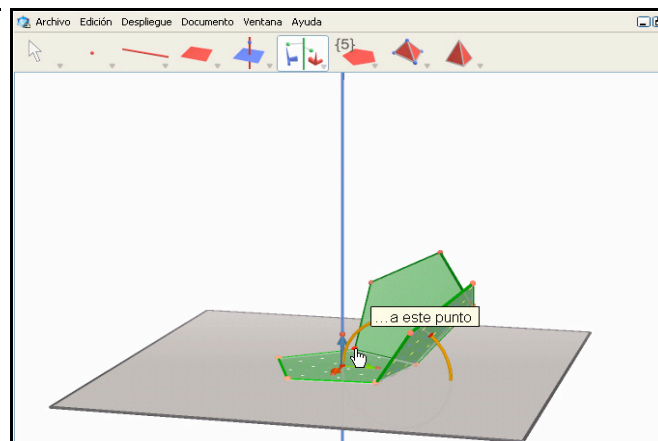 Archivo Edición Despliegue Documento Ventana Ayuda
{5}
...a este punto